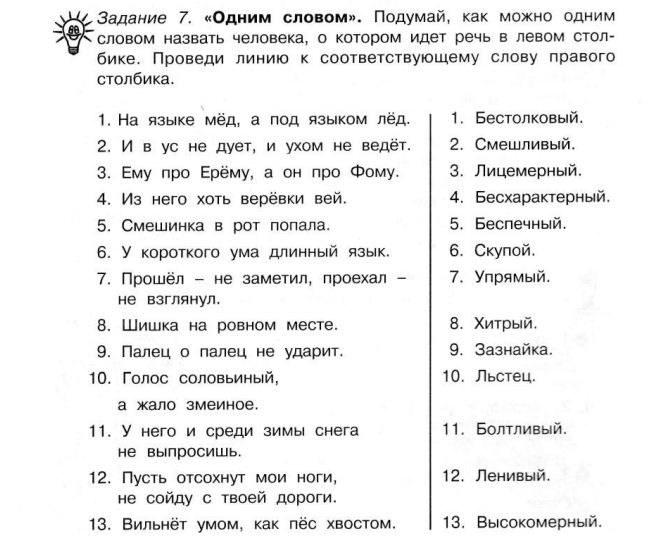 Задание 7. «Одним словом». Подумай, как можно одним
словом назвать человека, о котором идет речь в левом стол-
бике. Проведи линию к соответствующему слову правого
столбика.
1. На языке мёд, а под языком лёд.
2. И в ус не дует, и ухом не ведёт.
3. Ему про Ерёму, а он про Фому.
4. Из него хоть верёвки вей.
5. Смешинка в рот попала.
6. У короткого ума длинный язык.
7. Прошёл – не заметил, проехал –
не взглянул.
8. Шишка на ровном месте.
9. Палец о палец не ударит.
10. Голос соловьиный,
а жало змеиное.
11. У него и среди зимы снега
не выпросишь.
12. Пусть отсохнут мои ноги,
не сойду с твоей дороги.
13. Вильнёт умом, как пёс хвостом.
1. Бестолковый.
2. Смешливый.
3. Лицемерный.
4. Бесхарактерный.
5. Беспечный.
6. Скупой.
7. Упрямый.
8. Хитрый.
9. Зазнайка.
10. Льстец.
11. Болтливый.
12. Ленивый.
13. Высокомерный.